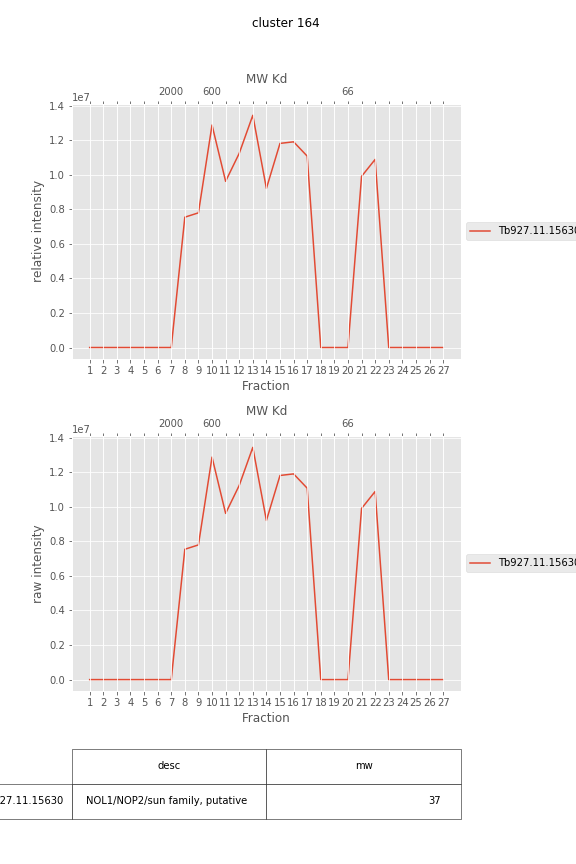 cluster 164
MW Kd
2000 600 66
1e7
1.4
1.2
1.0
0.8
0.6
0.4
0.2
0.0
relative intensity
Tb927.11.15630
1 2 3 4 5 6 7 8 9 10 11 12 13 14 15 16 17 18 19 20 21 22 23 24 25 26 27
Fraction
MW Kd
2000 600 66
1e7
1.4
1.2
1.0
0.8
0.6
0.4
0.2
0.0
raw intensity
Tb927.11.15630
1 2 3 4 5 6 7 8 9 10 11 12 13 14 15 16 17 18 19 20 21 22 23 24 25 26 27
Fraction
desc mw
27.11.15630 NOL1/NOP2/sun family, putative 37